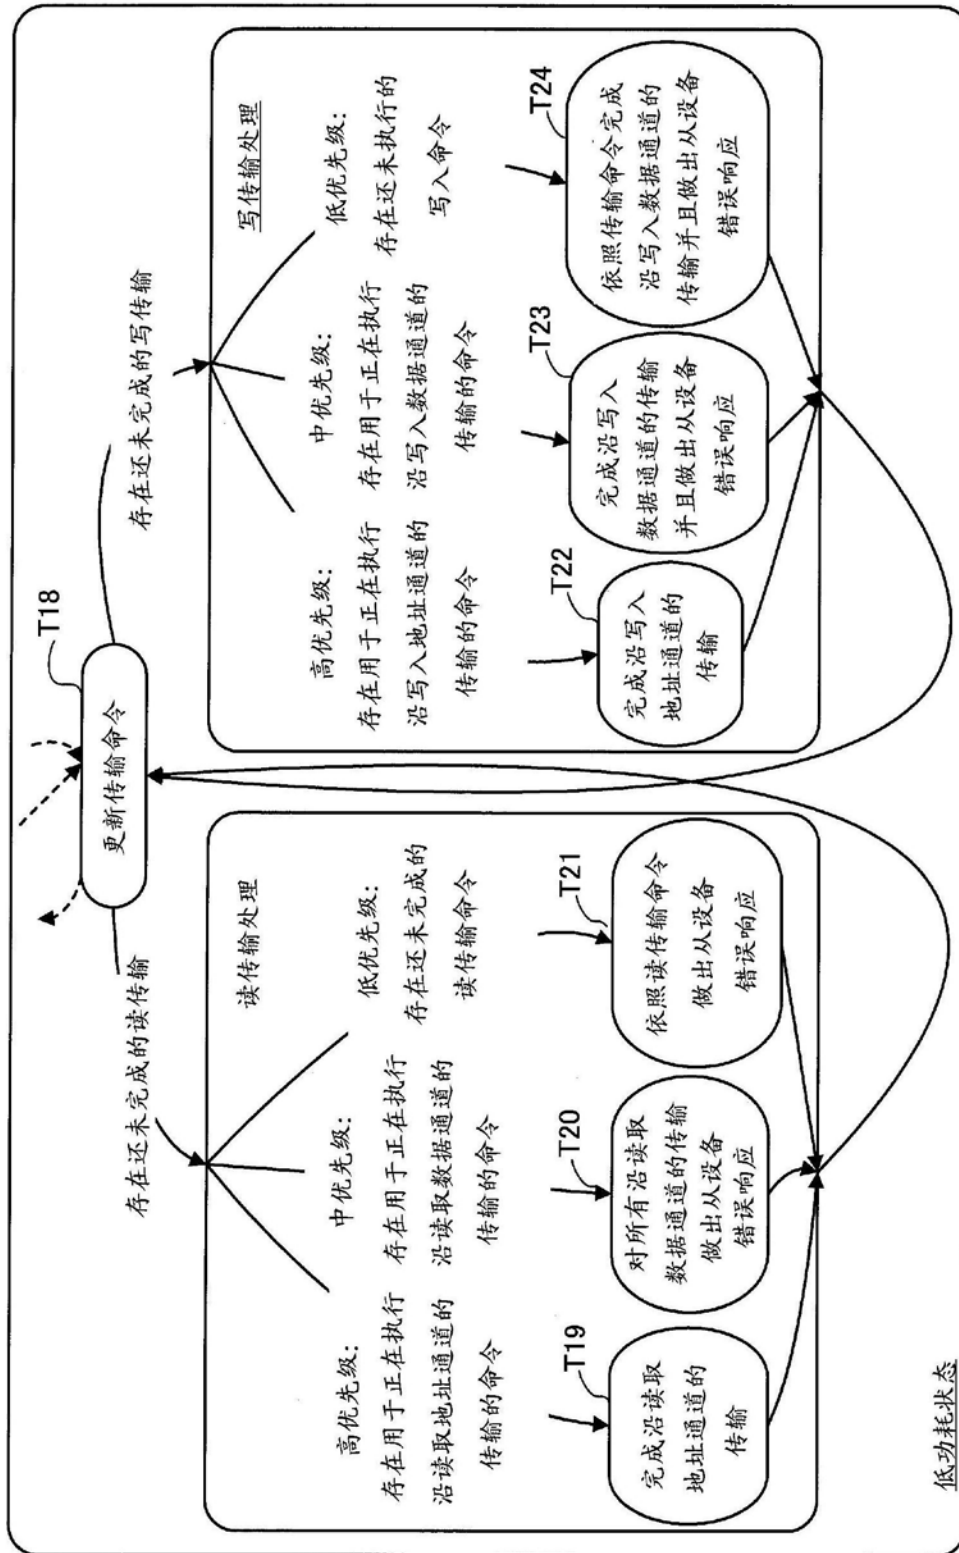 T18
更新传输命令
存在还未完成的读传输
存在还未完成的写传输
读传输处理
高优先级:
存在用于正在执行
沿读取地址通道的
传输的命令
中优先级:
存在用于正在执行
沿读取数据通道的
传输的命令
低优先级:
存在还未完成的
读传输命令
T19
完成沿读取
地址通道的
传输
T20
对所有沿读取
数据通道的传输
做出从设备
错误响应
T21
依照读传输命令
做出从设备
错误响应
写传输处理
高优先级:
存在用于正在执行
沿写入地址通道的
传输的命令
中优先级:
存在用于正在执行
沿写入数据通道的
传输的命令
低优先级:
存在还未执行的
写入命令
T22
完成沿写入
地址通道的
传输
T23
完成沿写入
数据通道的传输
并且做出从设备
错误响应
T24
依照传输命令完成
沿写入数据通道的
传输并且做出从设备
错误响应
低功耗状态